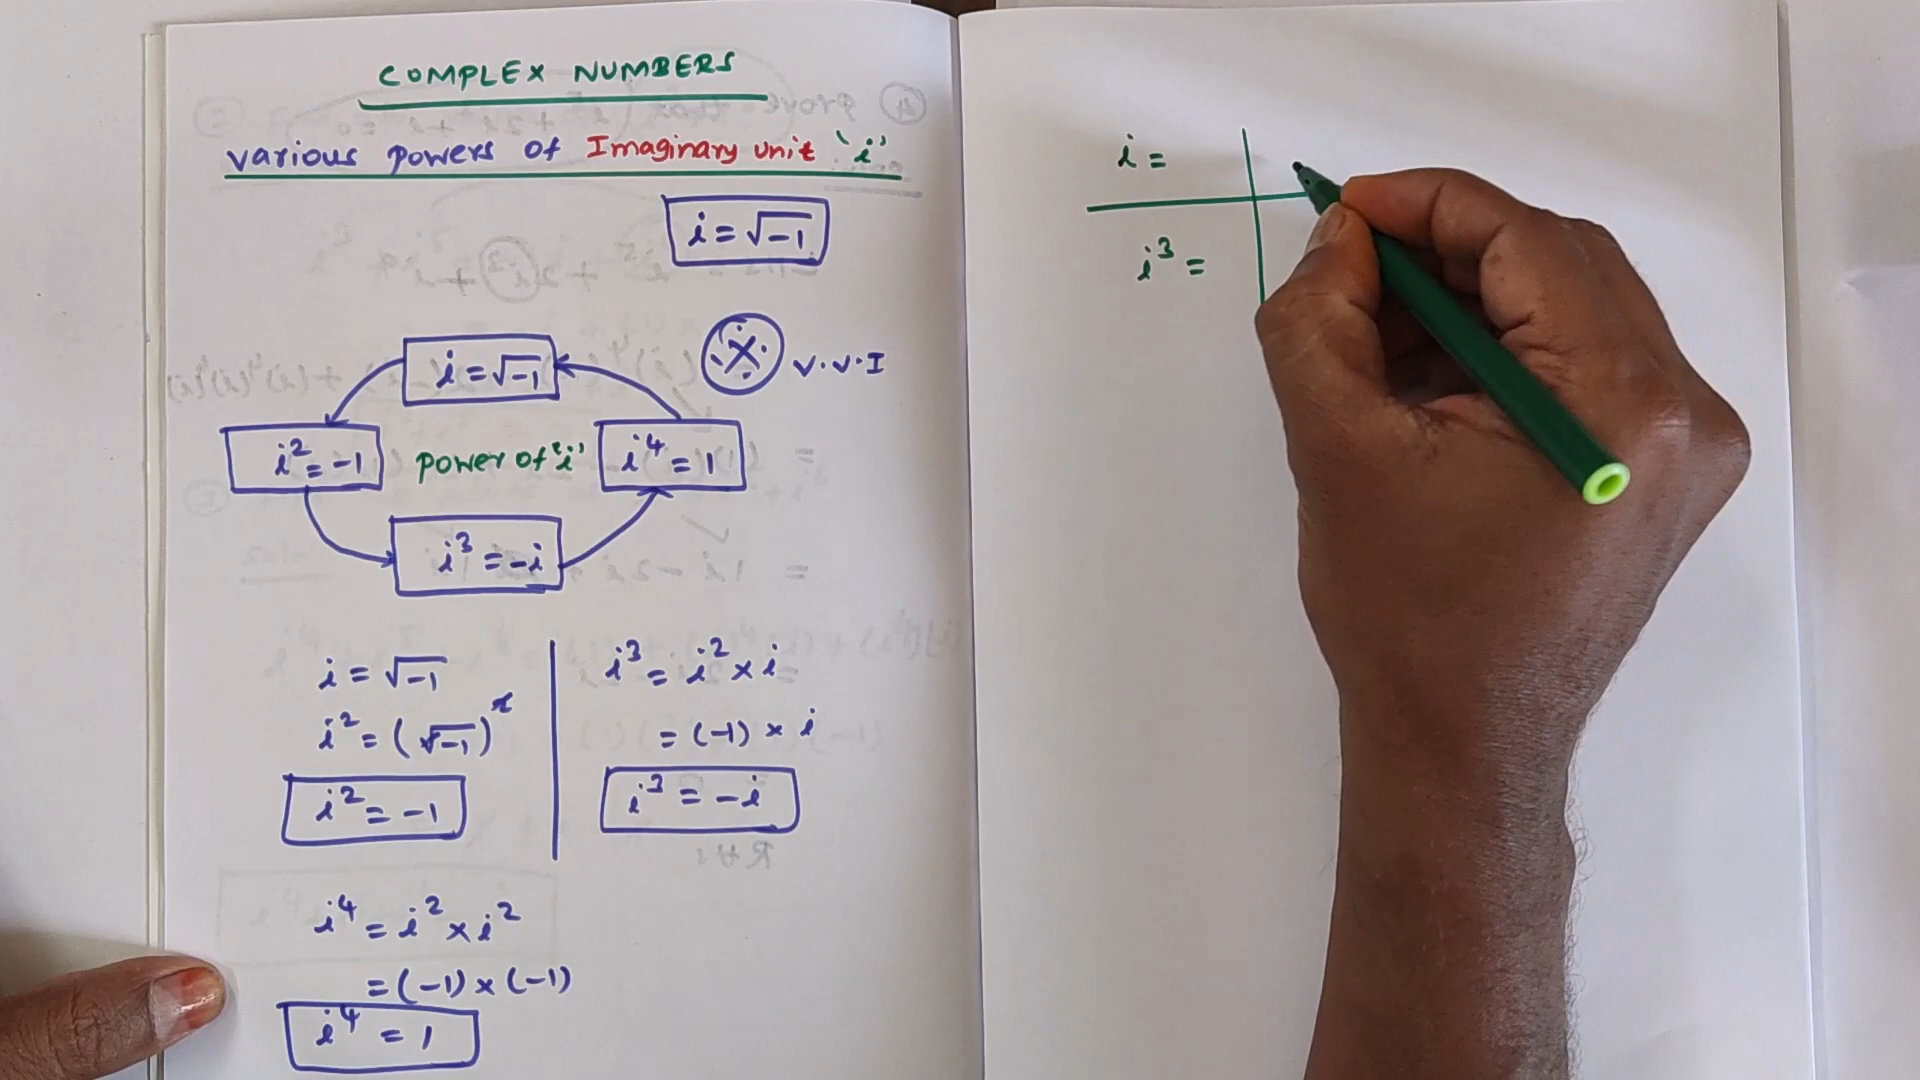 COMPLEX NUMBERS
various powers of Imaginary unit 'i'
i = √-1
i = √-1
V.V.I
i² = -1
power of 'i'
i⁴ = 1
i³ = -i
i = √-1
i² = (√-1)²
i² = -1
i³ = i² × i
= (-1) × i
i³ = -i
i⁴ = i² × i²
= (-1) × (-1)
i⁴ = 1
i =
i³ =